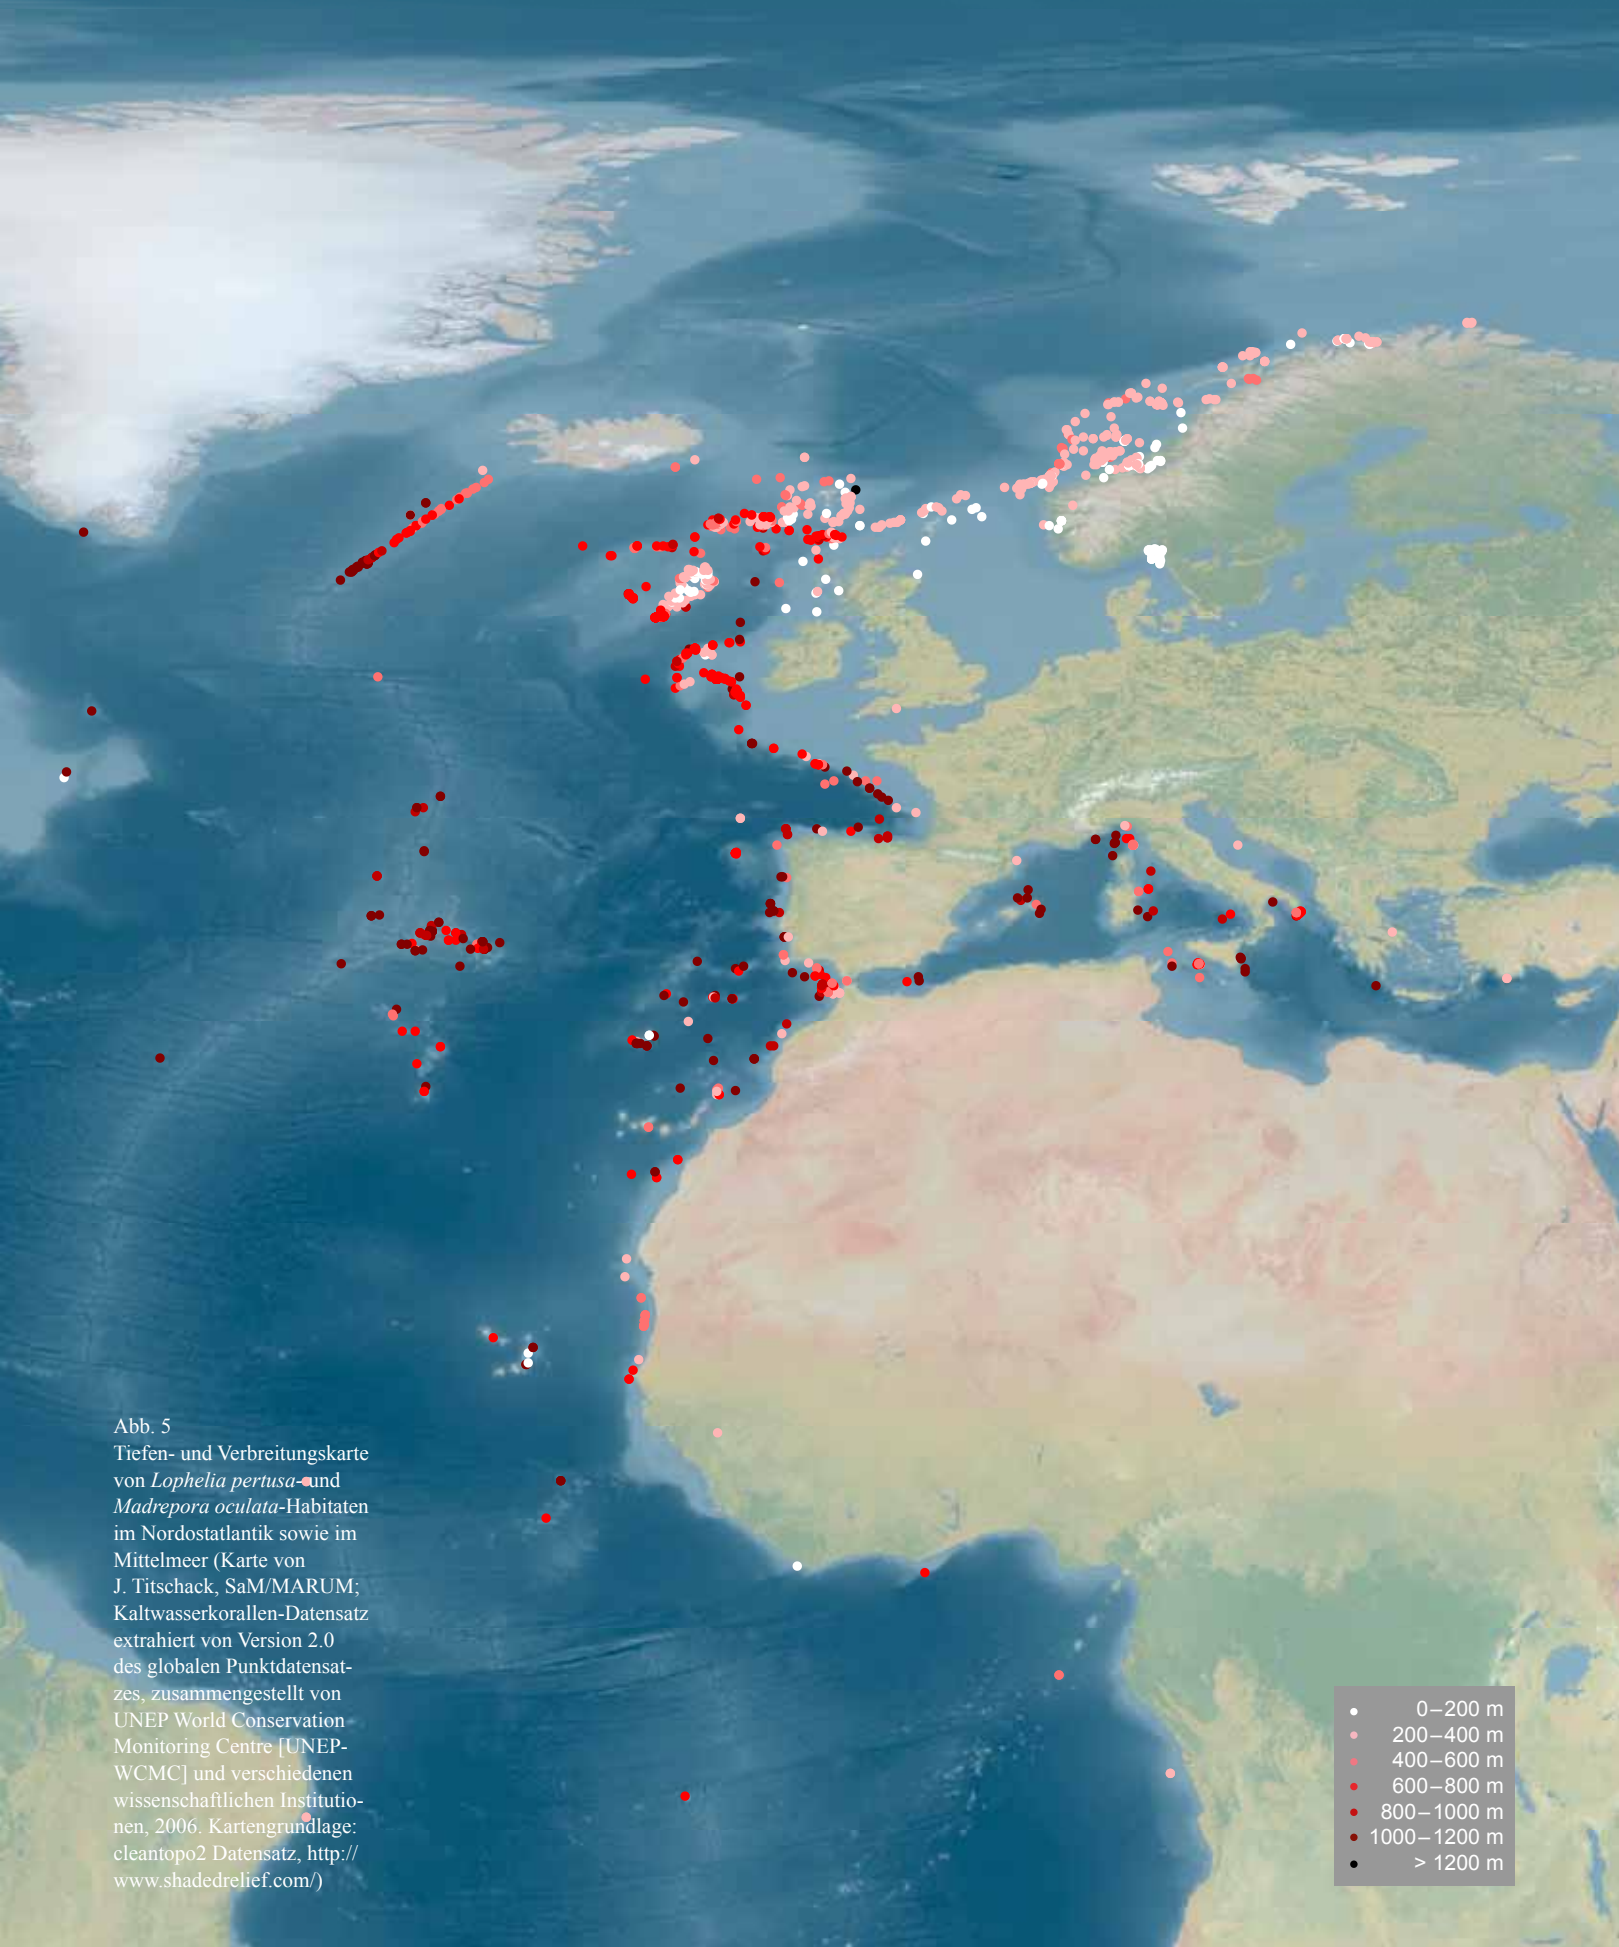 Abb. 5
Tiefen- und Verbreitungskarte
von Lophelia pertusa- und
Madrepora oculata-Habitaten
im Nordostatlantik sowie im
Mittelmeer (Karte von
J. Titschack, SaM/MARUM;
Kaltwasserkorallen-Datensatz
extrahiert von Version 2.0
des globalen Punktdatensat-
zes, zusammengestellt von
UNEP World Conservation
Monitoring Centre [UNEP-
WCMC] und verschiedenen
wissenschaftlichen Institutio-
nen, 2006. Kartengrundlage:
cleantopo2 Datensatz, http://
www.shadedrelief.com/)
0–200 m
200–400 m
400–600 m
600–800 m
800–1000 m
1000–1200 m
> 1200 m